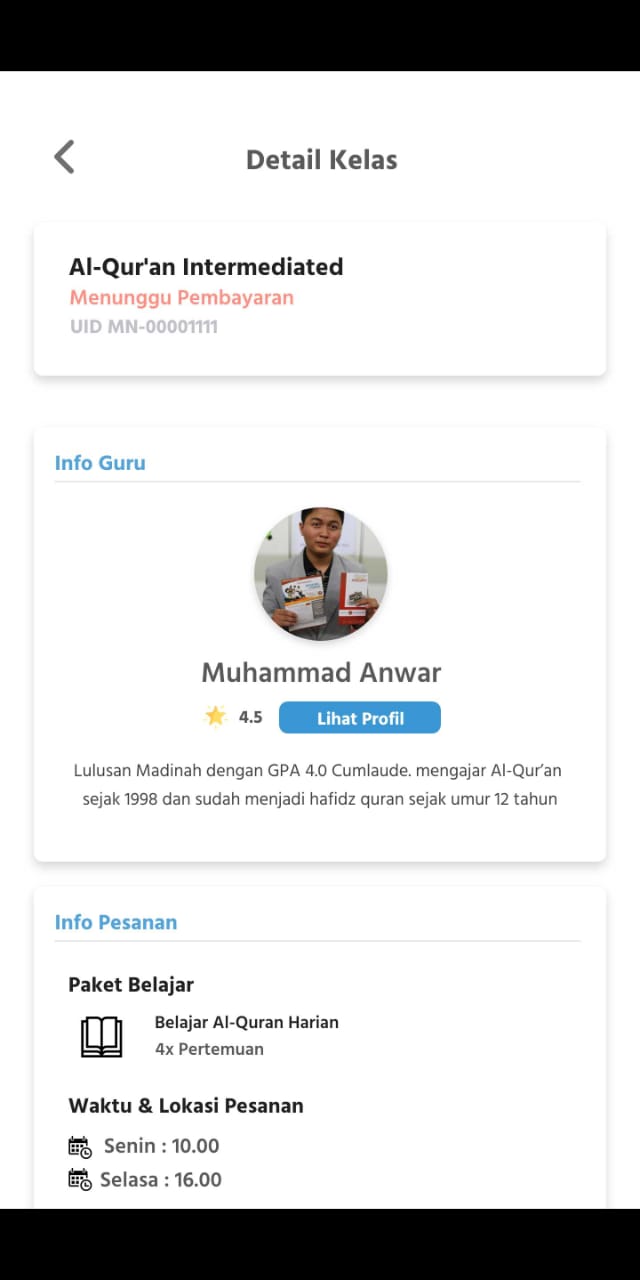 Detail Kelas
Al-Qur'an Intermediated
Menunggu Pembayaran
UID MN-00001111
Info Guru
Muhammad Anwar
4.5
Lihat Profil
Lulusan Madinah dengan GPA 4.0 Cumlaude. mengajar Al-Qur’an
sejak 1998 dan sudah menjadi hafidz quran sejak umur 12 tahun
Info Pesanan
Paket Belajar
Belajar Al-Quran Harian
4x Pertemuan
Waktu & Lokasi Pesanan
Senin : 10.00
Selasa : 16.00